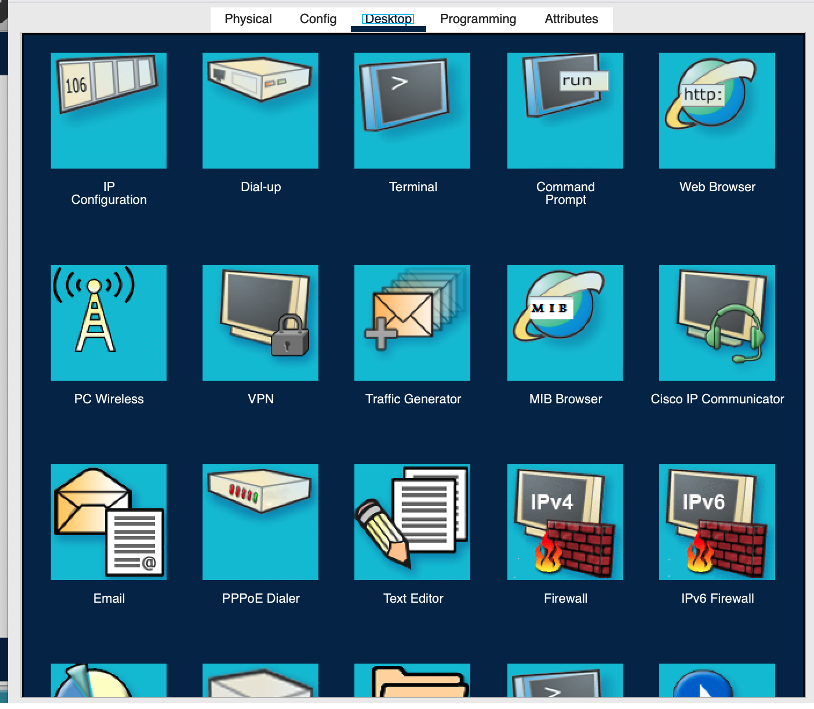 Physical Config Desktop Programming Attributes
106
>
run
http:
IP
Configuration
Dial-up
Terminal
Command
Prompt
Web Browser
MIB
PC Wireless
VPN
Traffic Generator
MIB Browser
Cisco IP Communicator
@
IPv4
IPv6
Email
PPPoE Dialer
Text Editor
Firewall
IPv6 Firewall
>